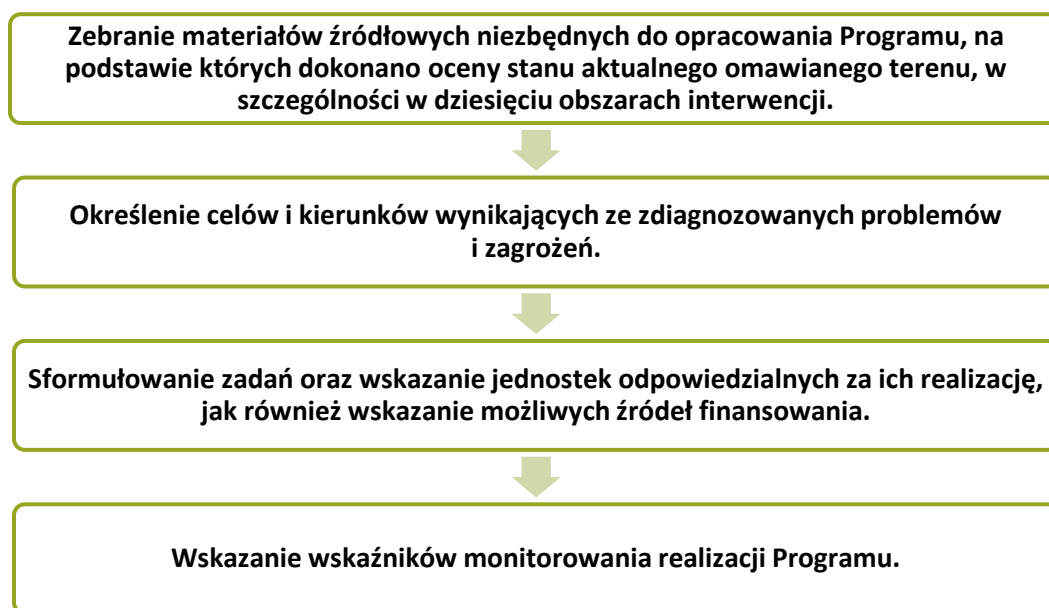 Zebranie materiałów źródłowych niezbędnych do opracowania Programu, na
podstawie których dokonano oceny stanu aktualnego omawianego terenu, w
szczególności w dziesięciu obszarach interwencji.
Określenie celów i kierunków wynikających ze zdiagnozowanych problemów
i zagrożeń.
Sformułowanie zadań oraz wskazanie jednostek odpowiedzialnych za ich realizację,
jak również wskazanie możliwych źródeł finansowania.
Wskazanie wskaźników monitorowania realizacji Programu.